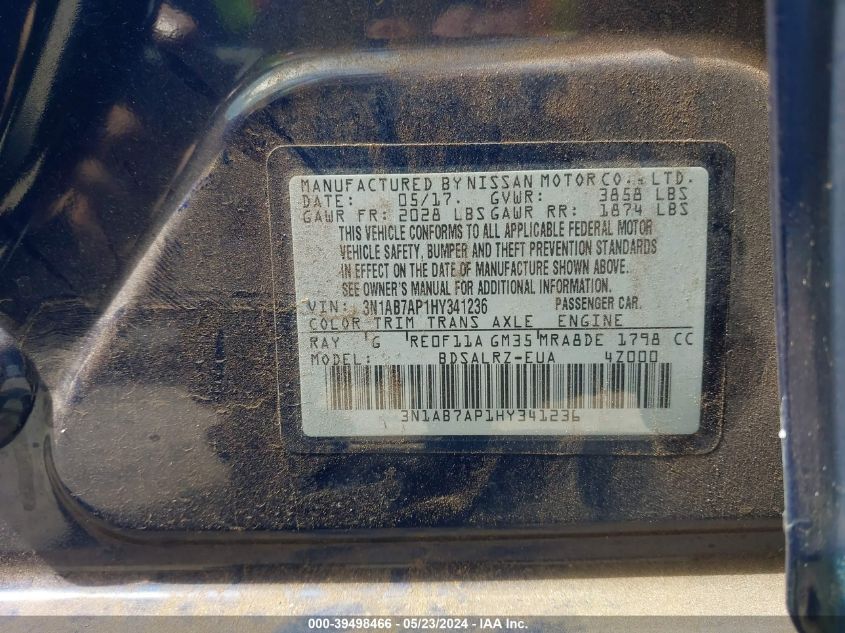 MANUFACTURED BY NISSAN MOTOR CO., LTD.
DATE: 05/17. GVWR: 3858 LBS
GAWR FR: 2028 LBS GAWR RR: 1874 LBS
THIS VEHICLE CONFORMS TO ALL APPLICABLE FEDERAL MOTOR
VEHICLE SAFETY, BUMPER AND THEFT PREVENTION STANDARDS
IN EFFECT ON THE DATE OF MANUFACTURE SHOWN ABOVE.
SEE OWNER'S MANUAL FOR ADDITIONAL INFORMATION.
VIN: 3N1AB7AP1HY341236 PASSENGER CAR.
COLOR TRIM TRANS AXLE ENGINE
RAY G RE0F11A GM35 MRA8DE 1798 CC
MODEL: BDSALRZ-EUA 4Z000
3N1AB7AP1HY341236
*** 39498466 - 05/23/2024 - IAA Inc. ***